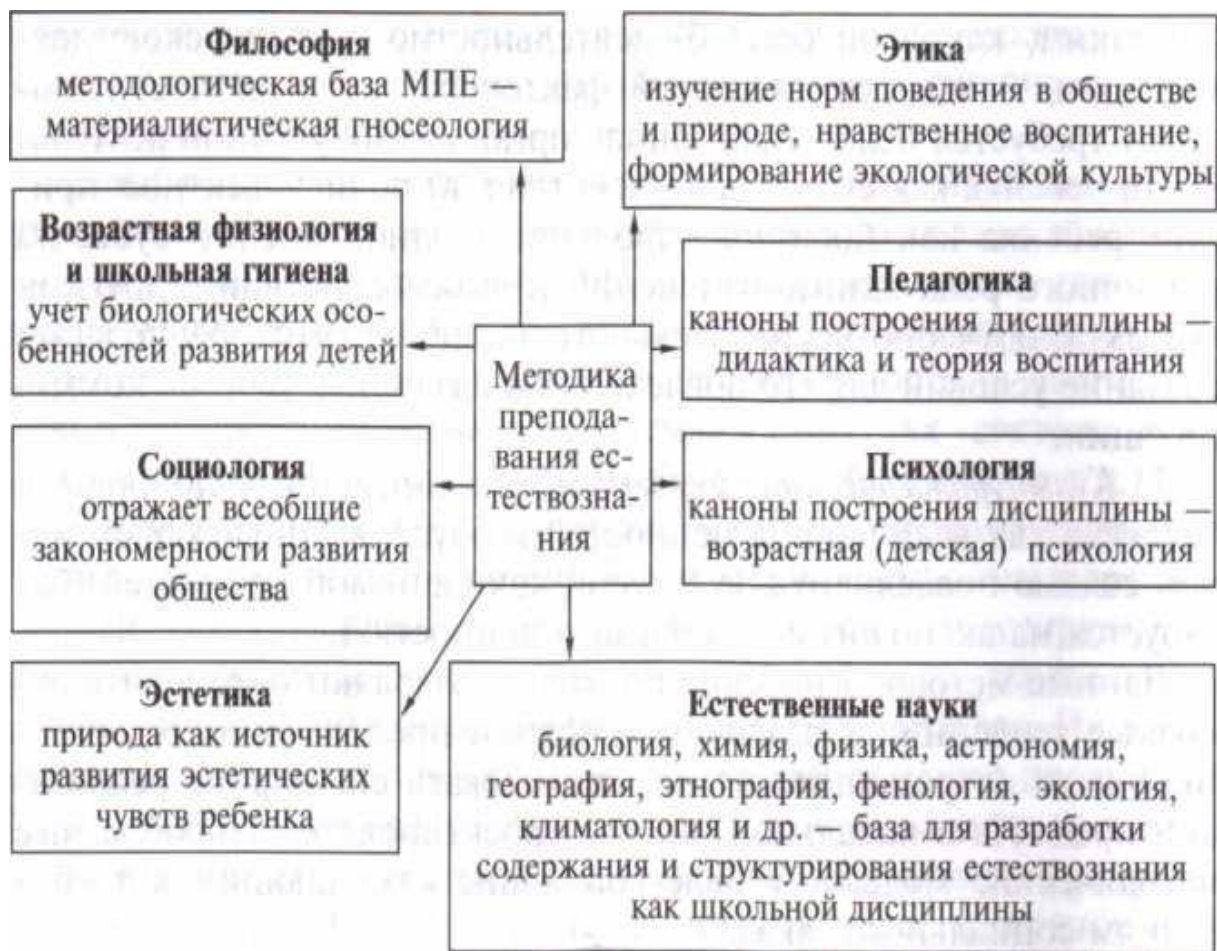 Философия
методологическая база МПЕ —
материалистическая гносеология
Этика
изучение норм поведения в обществе
и природе, нравственное воспитание,
формирование экологической культуры
Возрастная физиология
и школьная гигиена
учет биологических осо-
бенностей развития детей
Педагогика
каноны построения дисциплины —
дидактика и теория воспитания
Методика
препода-
вания ес-
тествозна-
ния
Социология
отражает всеобщие
закономерности развития
общества
Психология
каноны построения дисциплины —
возрастная (детская) психология
Эстетика
природа как источник
развития эстетических
чувств ребенка
Естественные науки
биология, химия, физика, астрономия,
география, этнография, фенология, экология,
климатология и др. — база для разработки
содержания и структурирования естествознания
как школьной дисциплины